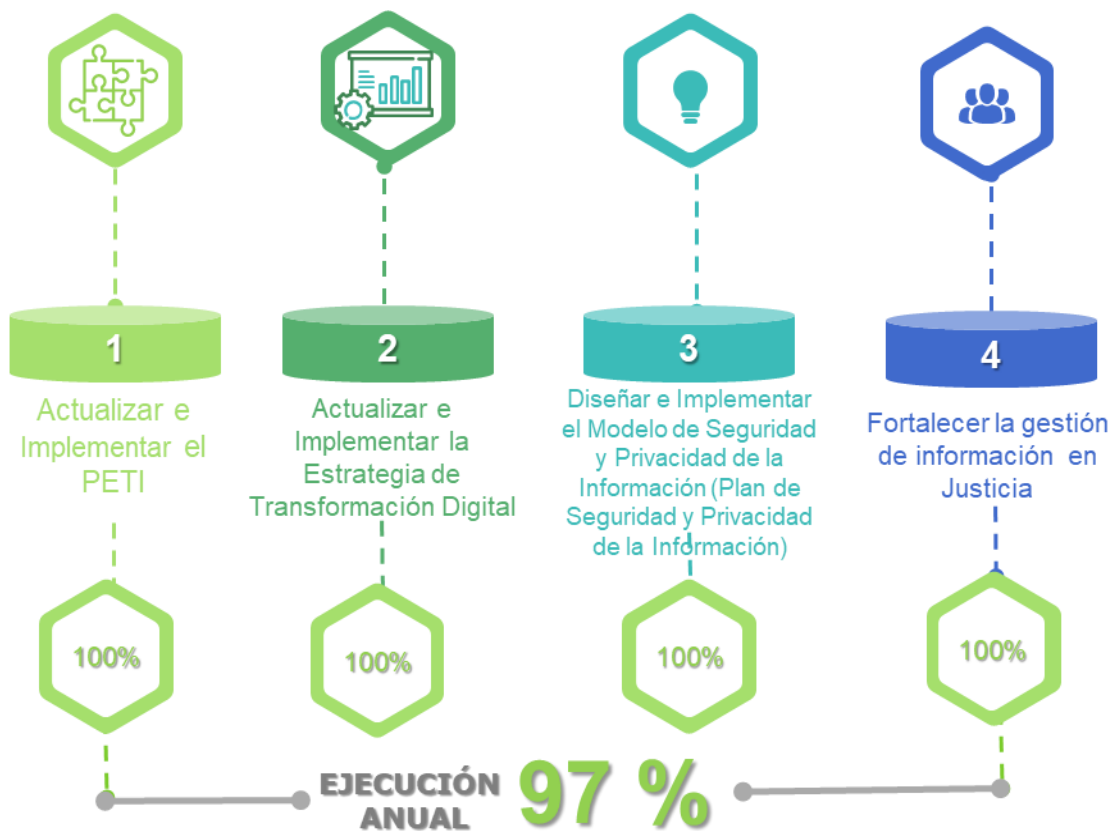 1
Actualizar e
Implementar el
PETI
100%
2
Actualizar e
Implementar la
Estrategia de
Transformación Digital
100%
3
Diseñar e Implementar
el Modelo de Seguridad
y Privacidad de la
Información (Plan de
Seguridad y Privacidad
de la Información)
100%
4
Fortalecer la gestión
de información en
Justicia
100%
EJECUCIÓN
ANUAL
97 %